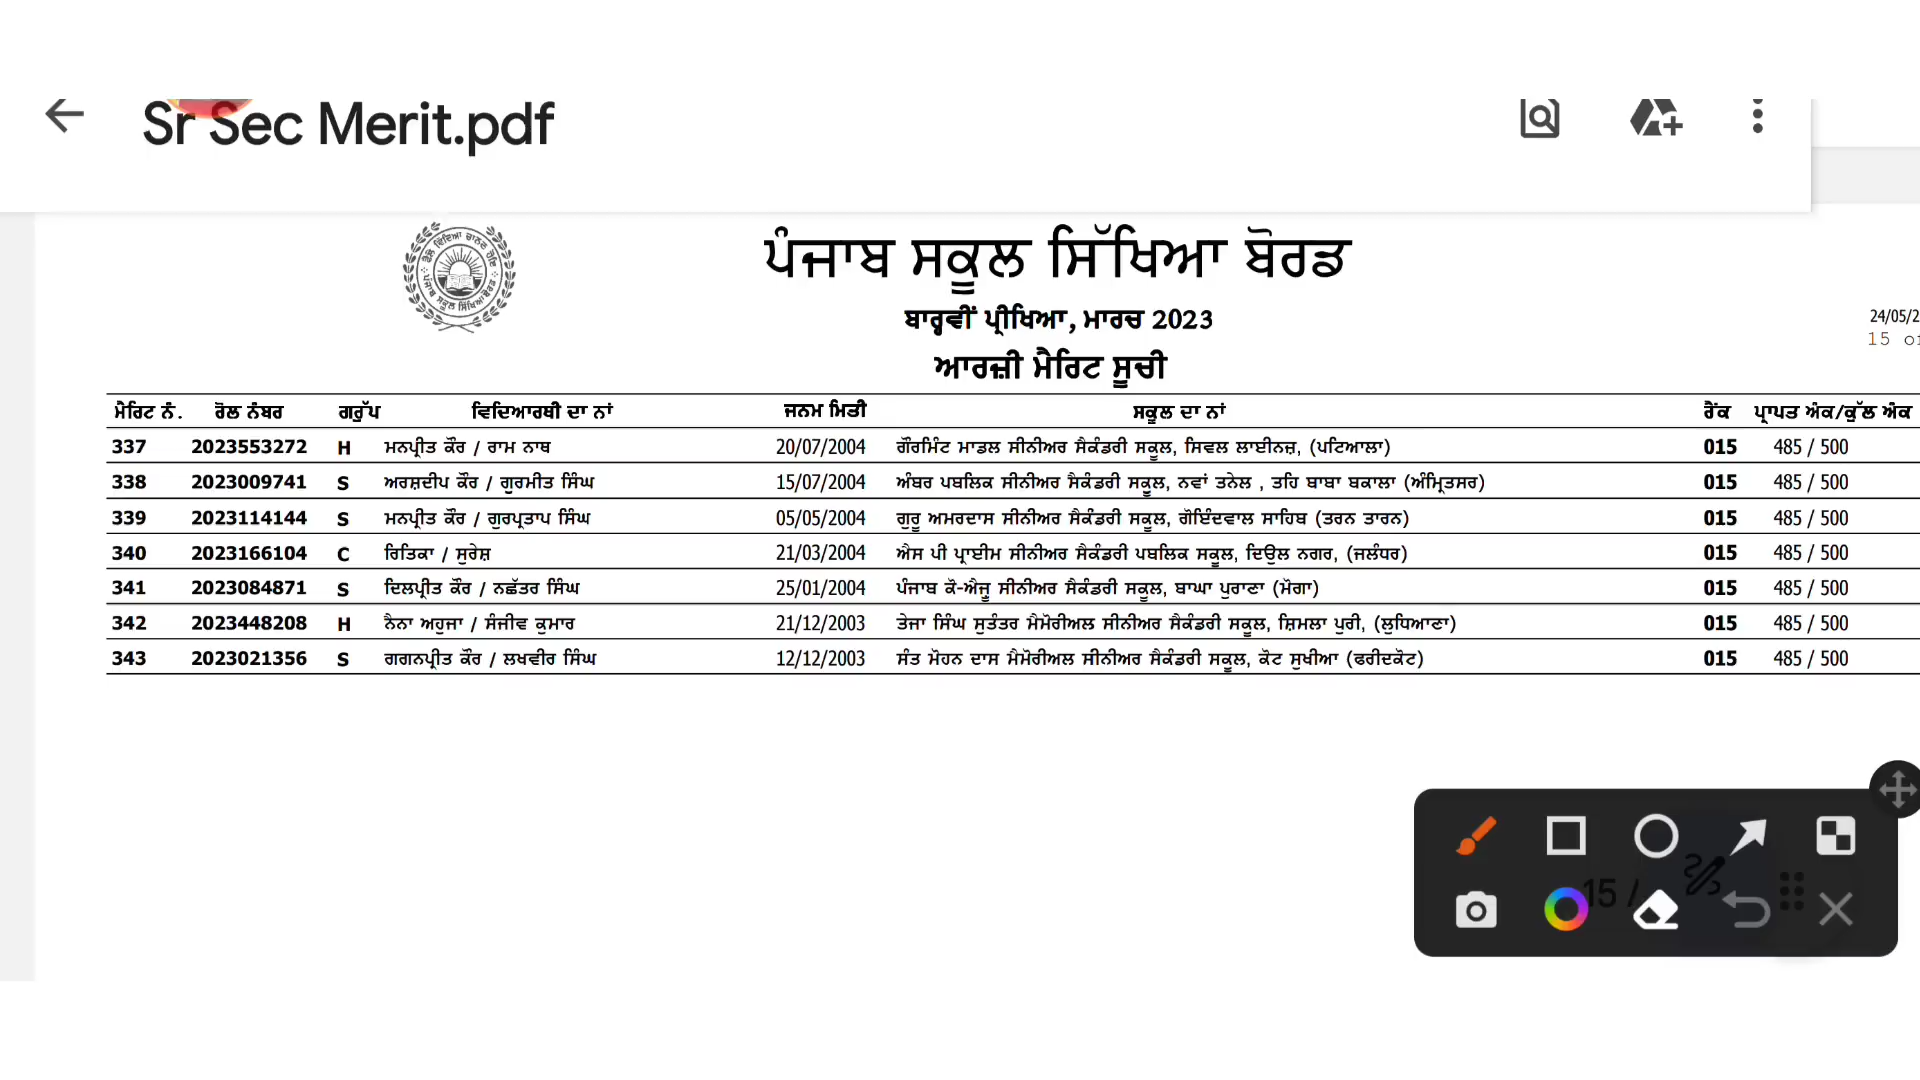 Sr Sec Merit.pdf
ਪੰਜਾਬ ਸਕੂਲ ਸਿੱਖਿਆ ਬੋਰਡ
ਬਾਰ੍ਹਵੀਂ ਪ੍ਰੀਖਿਆ, ਮਾਰਚ 2023
24/05/2
15 of
ਆਰਜ਼ੀ ਮੈਰਿਟ ਸੂਚੀ
ਮੈਰਿਟ ਨੰ. ਰੋਲ ਨੰਬਰ ਗਰੁੱਪ ਵਿਦਿਆਰਥੀ ਦਾ ਨਾਂ ਜਨਮ ਮਿਤੀ ਸਕੂਲ ਦਾ ਨਾਂ ਰੈਂਕ ਪ੍ਰਾਪਤ ਅੰਕ/ਕੁੱਲ ਅੰਕ
337 2023553272 H ਮਨਪ੍ਰੀਤ ਕੌਰ / ਰਾਮ ਨਾਥ 20/07/2004 ਗੌਰਮਿੰਟ ਮਾਡਲ ਸੀਨੀਅਰ ਸੈਕੰਡਰੀ ਸਕੂਲ, ਸਿਵਲ ਲਾਈਨਜ਼, (ਪਟਿਆਲਾ) 015 485 / 500
338 2023009741 S ਅਰਸ਼ਦੀਪ ਕੌਰ / ਗੁਰਮੀਤ ਸਿੰਘ 15/07/2004 ਅੰਬਰ ਪਬਲਿਕ ਸੀਨੀਅਰ ਸੈਕੰਡਰੀ ਸਕੂਲ, ਨਵਾਂ ਤਨੇਲ , ਤਹਿ ਬਾਬਾ ਬਕਾਲਾ (ਅੰਮ੍ਰਿਤਸਰ) 015 485 / 500
339 2023114144 S ਮਨਪ੍ਰੀਤ ਕੌਰ / ਗੁਰਪ੍ਰਤਾਪ ਸਿੰਘ 05/05/2004 ਗੁਰੂ ਅਮਰਦਾਸ ਸੀਨੀਅਰ ਸੈਕੰਡਰੀ ਸਕੂਲ, ਗੋਇੰਦਵਾਲ ਸਾਹਿਬ (ਤਰਨ ਤਾਰਨ) 015 485 / 500
340 2023166104 C ਰਿਤਿਕਾ / ਸੁਰੇਸ਼ 21/03/2004 ਐਸ ਪੀ ਪ੍ਰਾਈਮ ਸੀਨੀਅਰ ਸੈਕੰਡਰੀ ਪਬਲਿਕ ਸਕੂਲ, ਦਿਉਲ ਨਗਰ, (ਜਲੰਧਰ) 015 485 / 500
341 2023084871 S ਦਿਲਪ੍ਰੀਤ ਕੌਰ / ਨਛੱਤਰ ਸਿੰਘ 25/01/2004 ਪੰਜਾਬ ਕੋ-ਐਜੂ ਸੀਨੀਅਰ ਸੈਕੰਡਰੀ ਸਕੂਲ, ਬਾਘਾ ਪੁਰਾਣਾ (ਮੋਗਾ) 015 485 / 500
342 2023448208 H ਨੈਨਾ ਅਹੁਜਾ / ਸੰਜੀਵ ਕੁਮਾਰ 21/12/2003 ਤੇਜਾ ਸਿੰਘ ਸੁਤੰਤਰ ਮੈਮੋਰੀਅਲ ਸੀਨੀਅਰ ਸੈਕੰਡਰੀ ਸਕੂਲ, ਸ਼ਿਮਲਾ ਪੁਰੀ, (ਲੁਧਿਆਣਾ) 015 485 / 500
343 2023021356 S ਗਗਨਪ੍ਰੀਤ ਕੌਰ / ਲਖਵੀਰ ਸਿੰਘ 12/12/2003 ਸੰਤ ਮੋਹਨ ਦਾਸ ਮੈਮੋਰੀਅਲ ਸੀਨੀਅਰ ਸੈਕੰਡਰੀ ਸਕੂਲ, ਕੋਟ ਸੁਖੀਆ (ਫਰੀਦਕੋਟ) 015 485 / 500
15 /